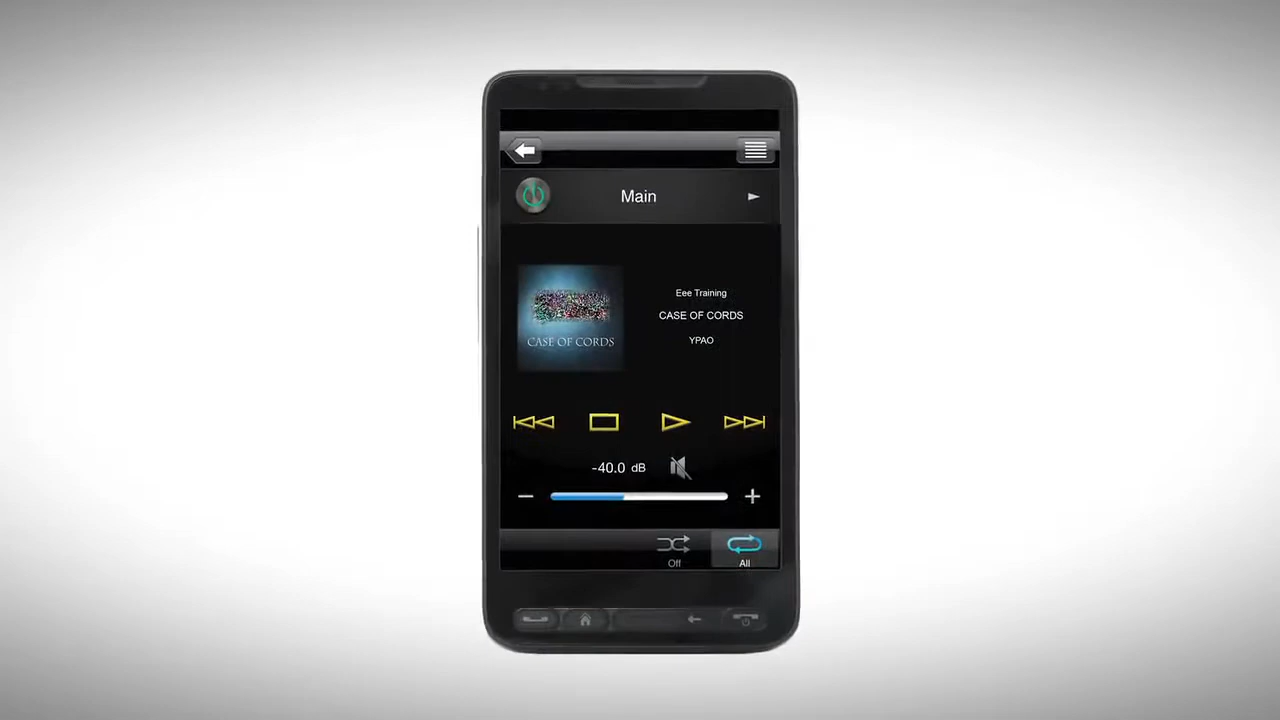 Main
CASE OF CORDS
Eee Training
CASE OF CORDS
YPAO
-40.0 dB
Off
All